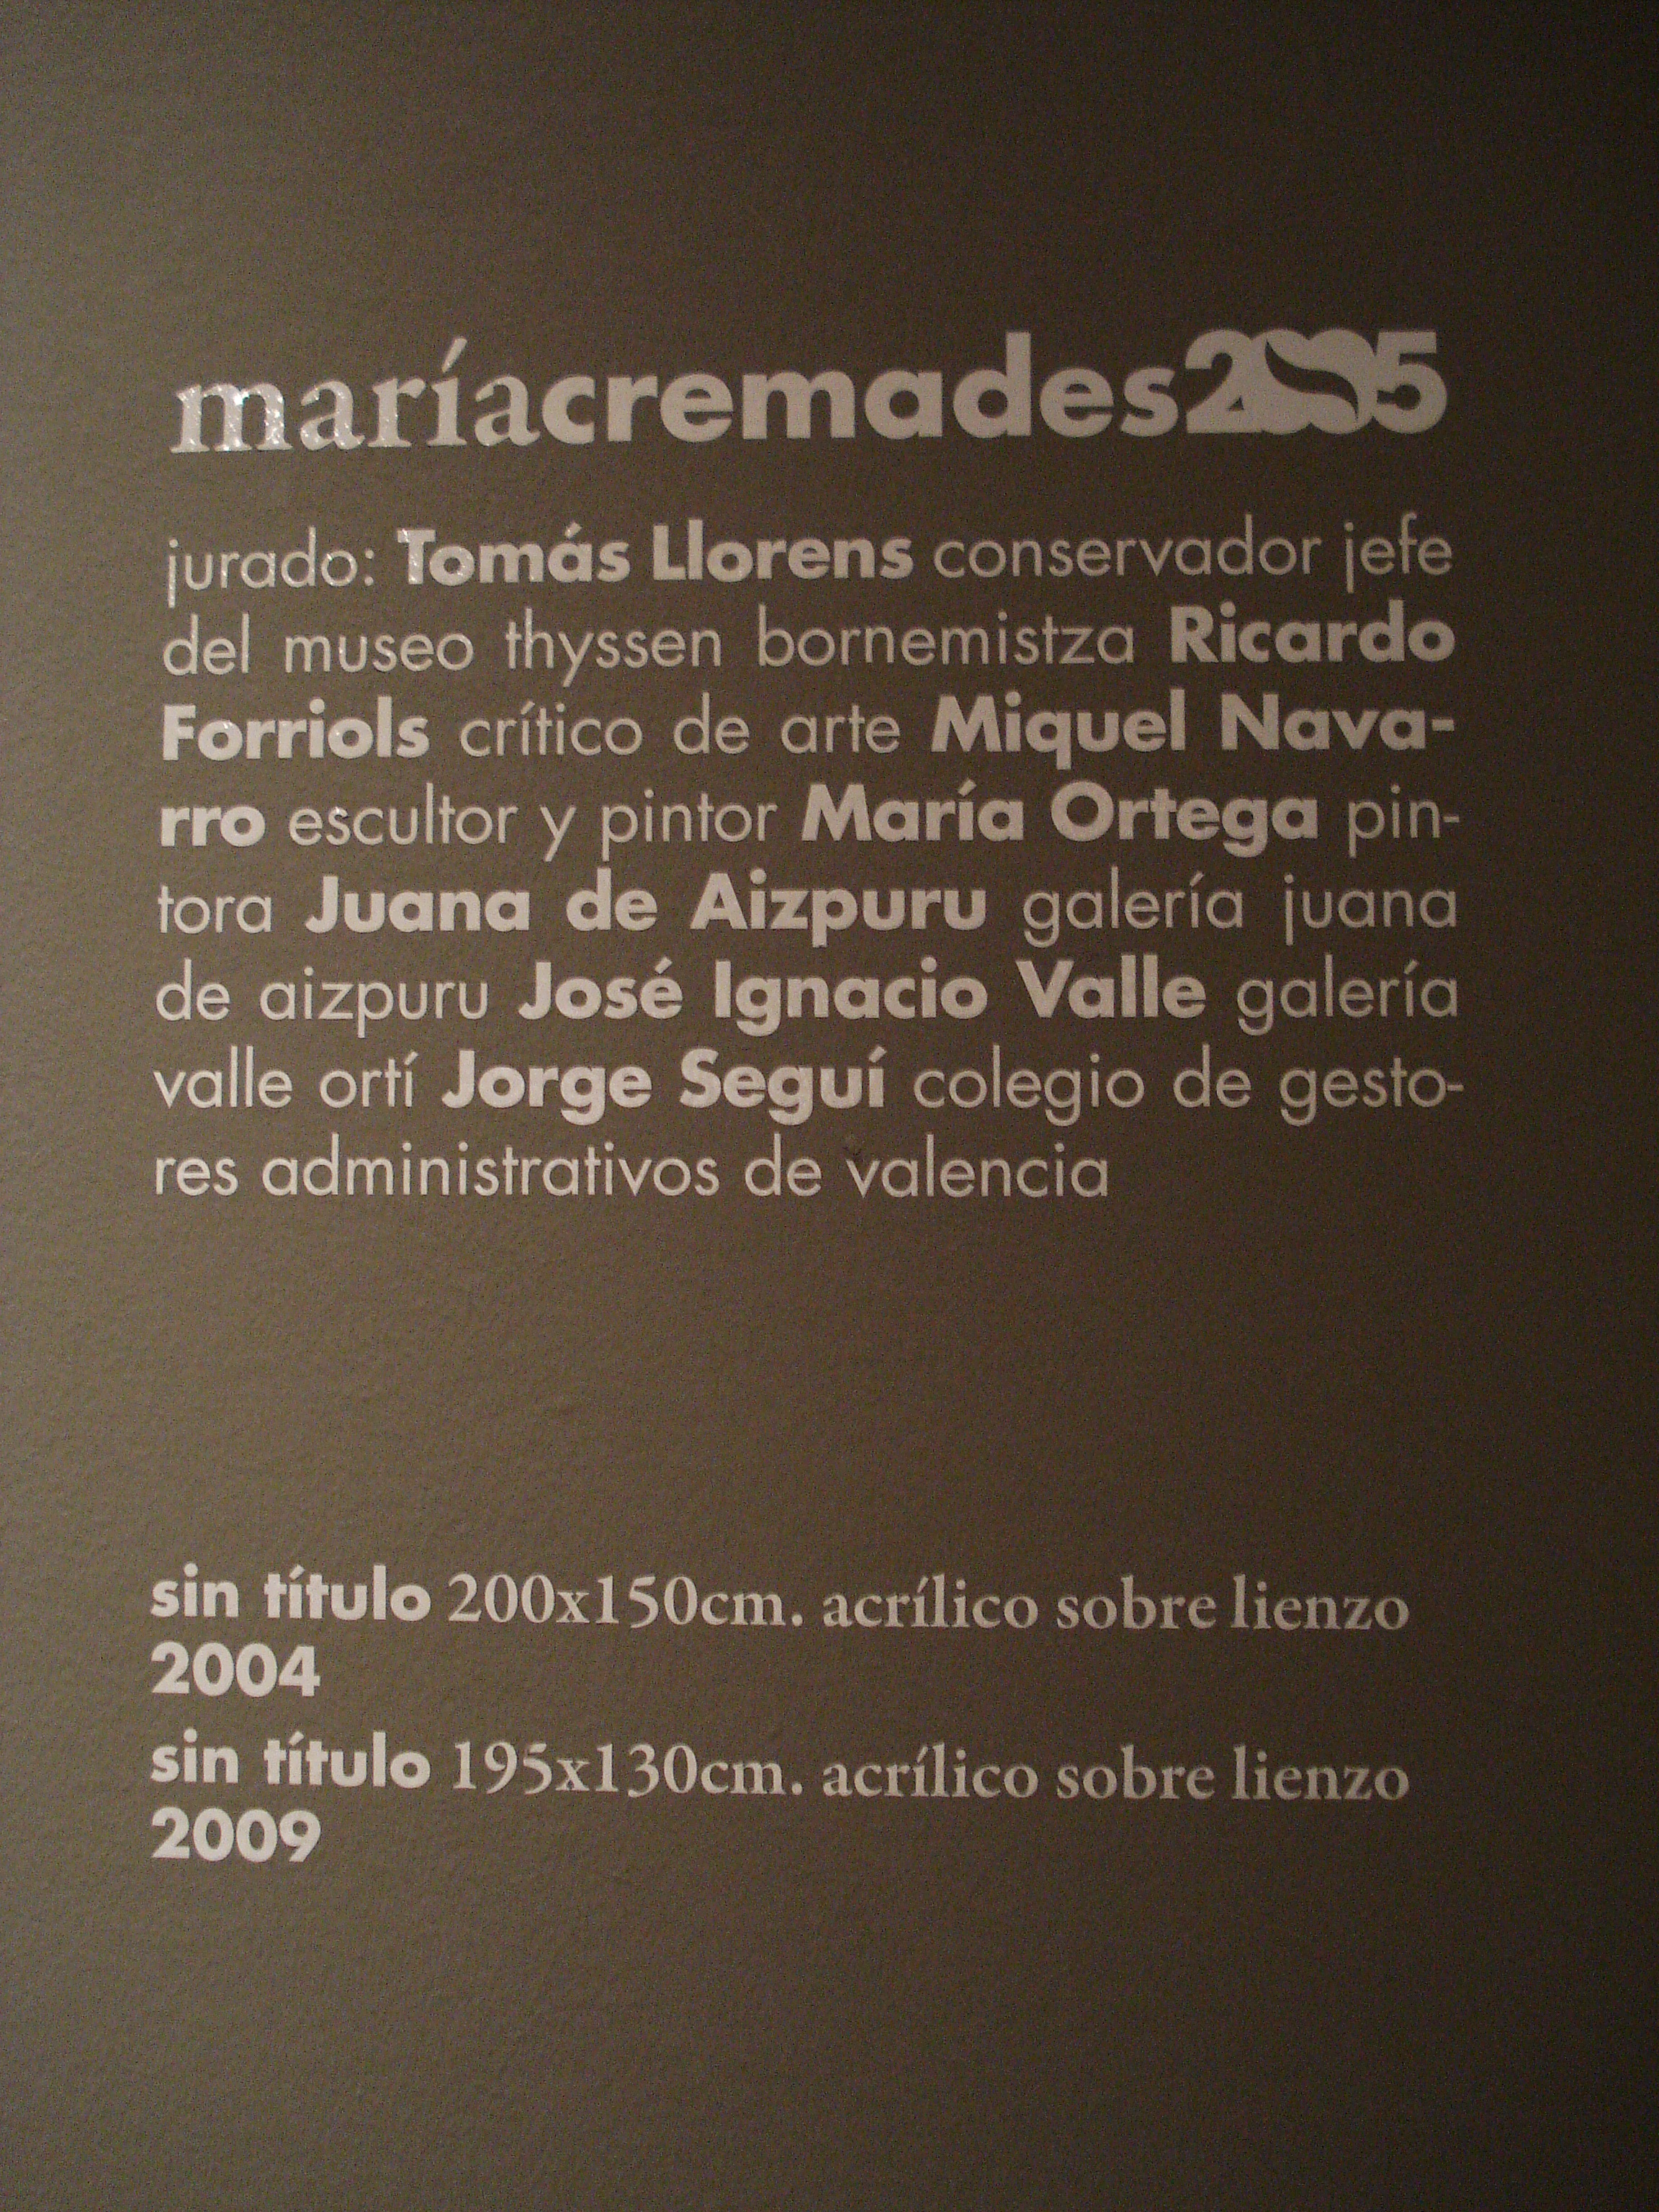 maríacremades2005
jurado: Tomás Llorens conservador jefe
del museo thyssen bornemistza Ricardo
Forriols crítico de arte Miquel Nava-
rro escultor y pintor María Ortega pin-
tora Juana de Aizpuru galería juana
de aizpuru José Ignacio Valle galería
valle ortí Jorge Seguí colegio de gesto-
res administrativos de valencia
sin título 200x150cm. acrílico sobre lienzo
2004
sin título 195x130cm. acrílico sobre lienzo
2009